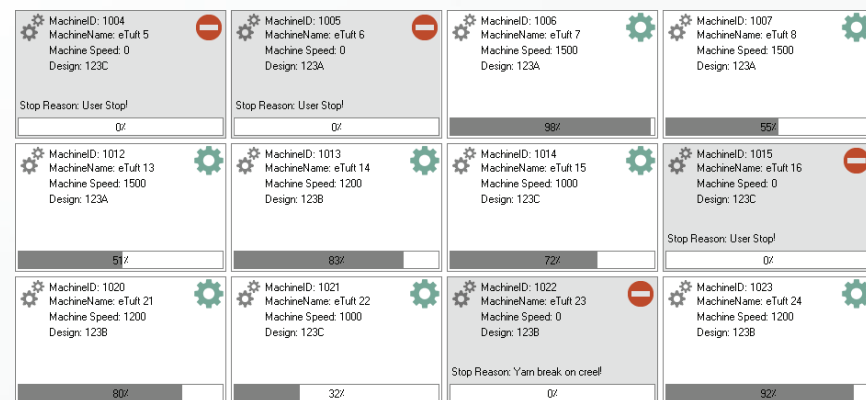 MachineID: 1004
MachineName: eTuft 5
Machine Speed: 0
Design: 123C
Stop Reason: User Stop!
0%
MachineID: 1005
MachineName: eTuft 6
Machine Speed: 0
Design: 123A
Stop Reason: User Stop!
0%
MachineID: 1006
MachineName: eTuft 7
Machine Speed: 1500
Design: 123A
98%
MachineID: 1007
MachineName: eTuft 8
Machine Speed: 1500
Design: 123A
55%
MachineID: 1012
MachineName: eTuft 13
Machine Speed: 1500
Design: 123A
51%
MachineID: 1013
MachineName: eTuft 14
Machine Speed: 1200
Design: 123B
83%
MachineID: 1014
MachineName: eTuft 15
Machine Speed: 1000
Design: 123C
72%
MachineID: 1015
MachineName: eTuft 16
Machine Speed: 0
Design: 123C
Stop Reason: User Stop!
0%
MachineID: 1020
MachineName: eTuft 21
Machine Speed: 1200
Design: 123B
80%
MachineID: 1021
MachineName: eTuft 22
Machine Speed: 1000
Design: 123C
32%
MachineID: 1022
MachineName: eTuft 23
Machine Speed: 0
Design: 123B
Stop Reason: Yarn break on creel!
0%
MachineID: 1023
MachineName: eTuft 24
Machine Speed: 1200
Design: 123B
92%